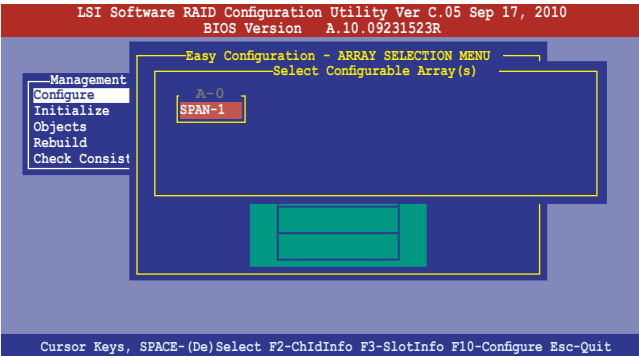 LSI Software RAID Configuration Utility Ver C.05 Sep 17, 2010
BIOS Version A.10.09231523R
Easy Configuration - ARRAY SELECTION MENU
Select Configurable Array(s)
Management
Configure
Initialize
Objects
Rebuild
Check Consist
A-0
SPAN-1
Cursor Keys, SPACE-(De)Select F2-ChIdInfo F3-SlotInfo F10-Configure Esc-Quit